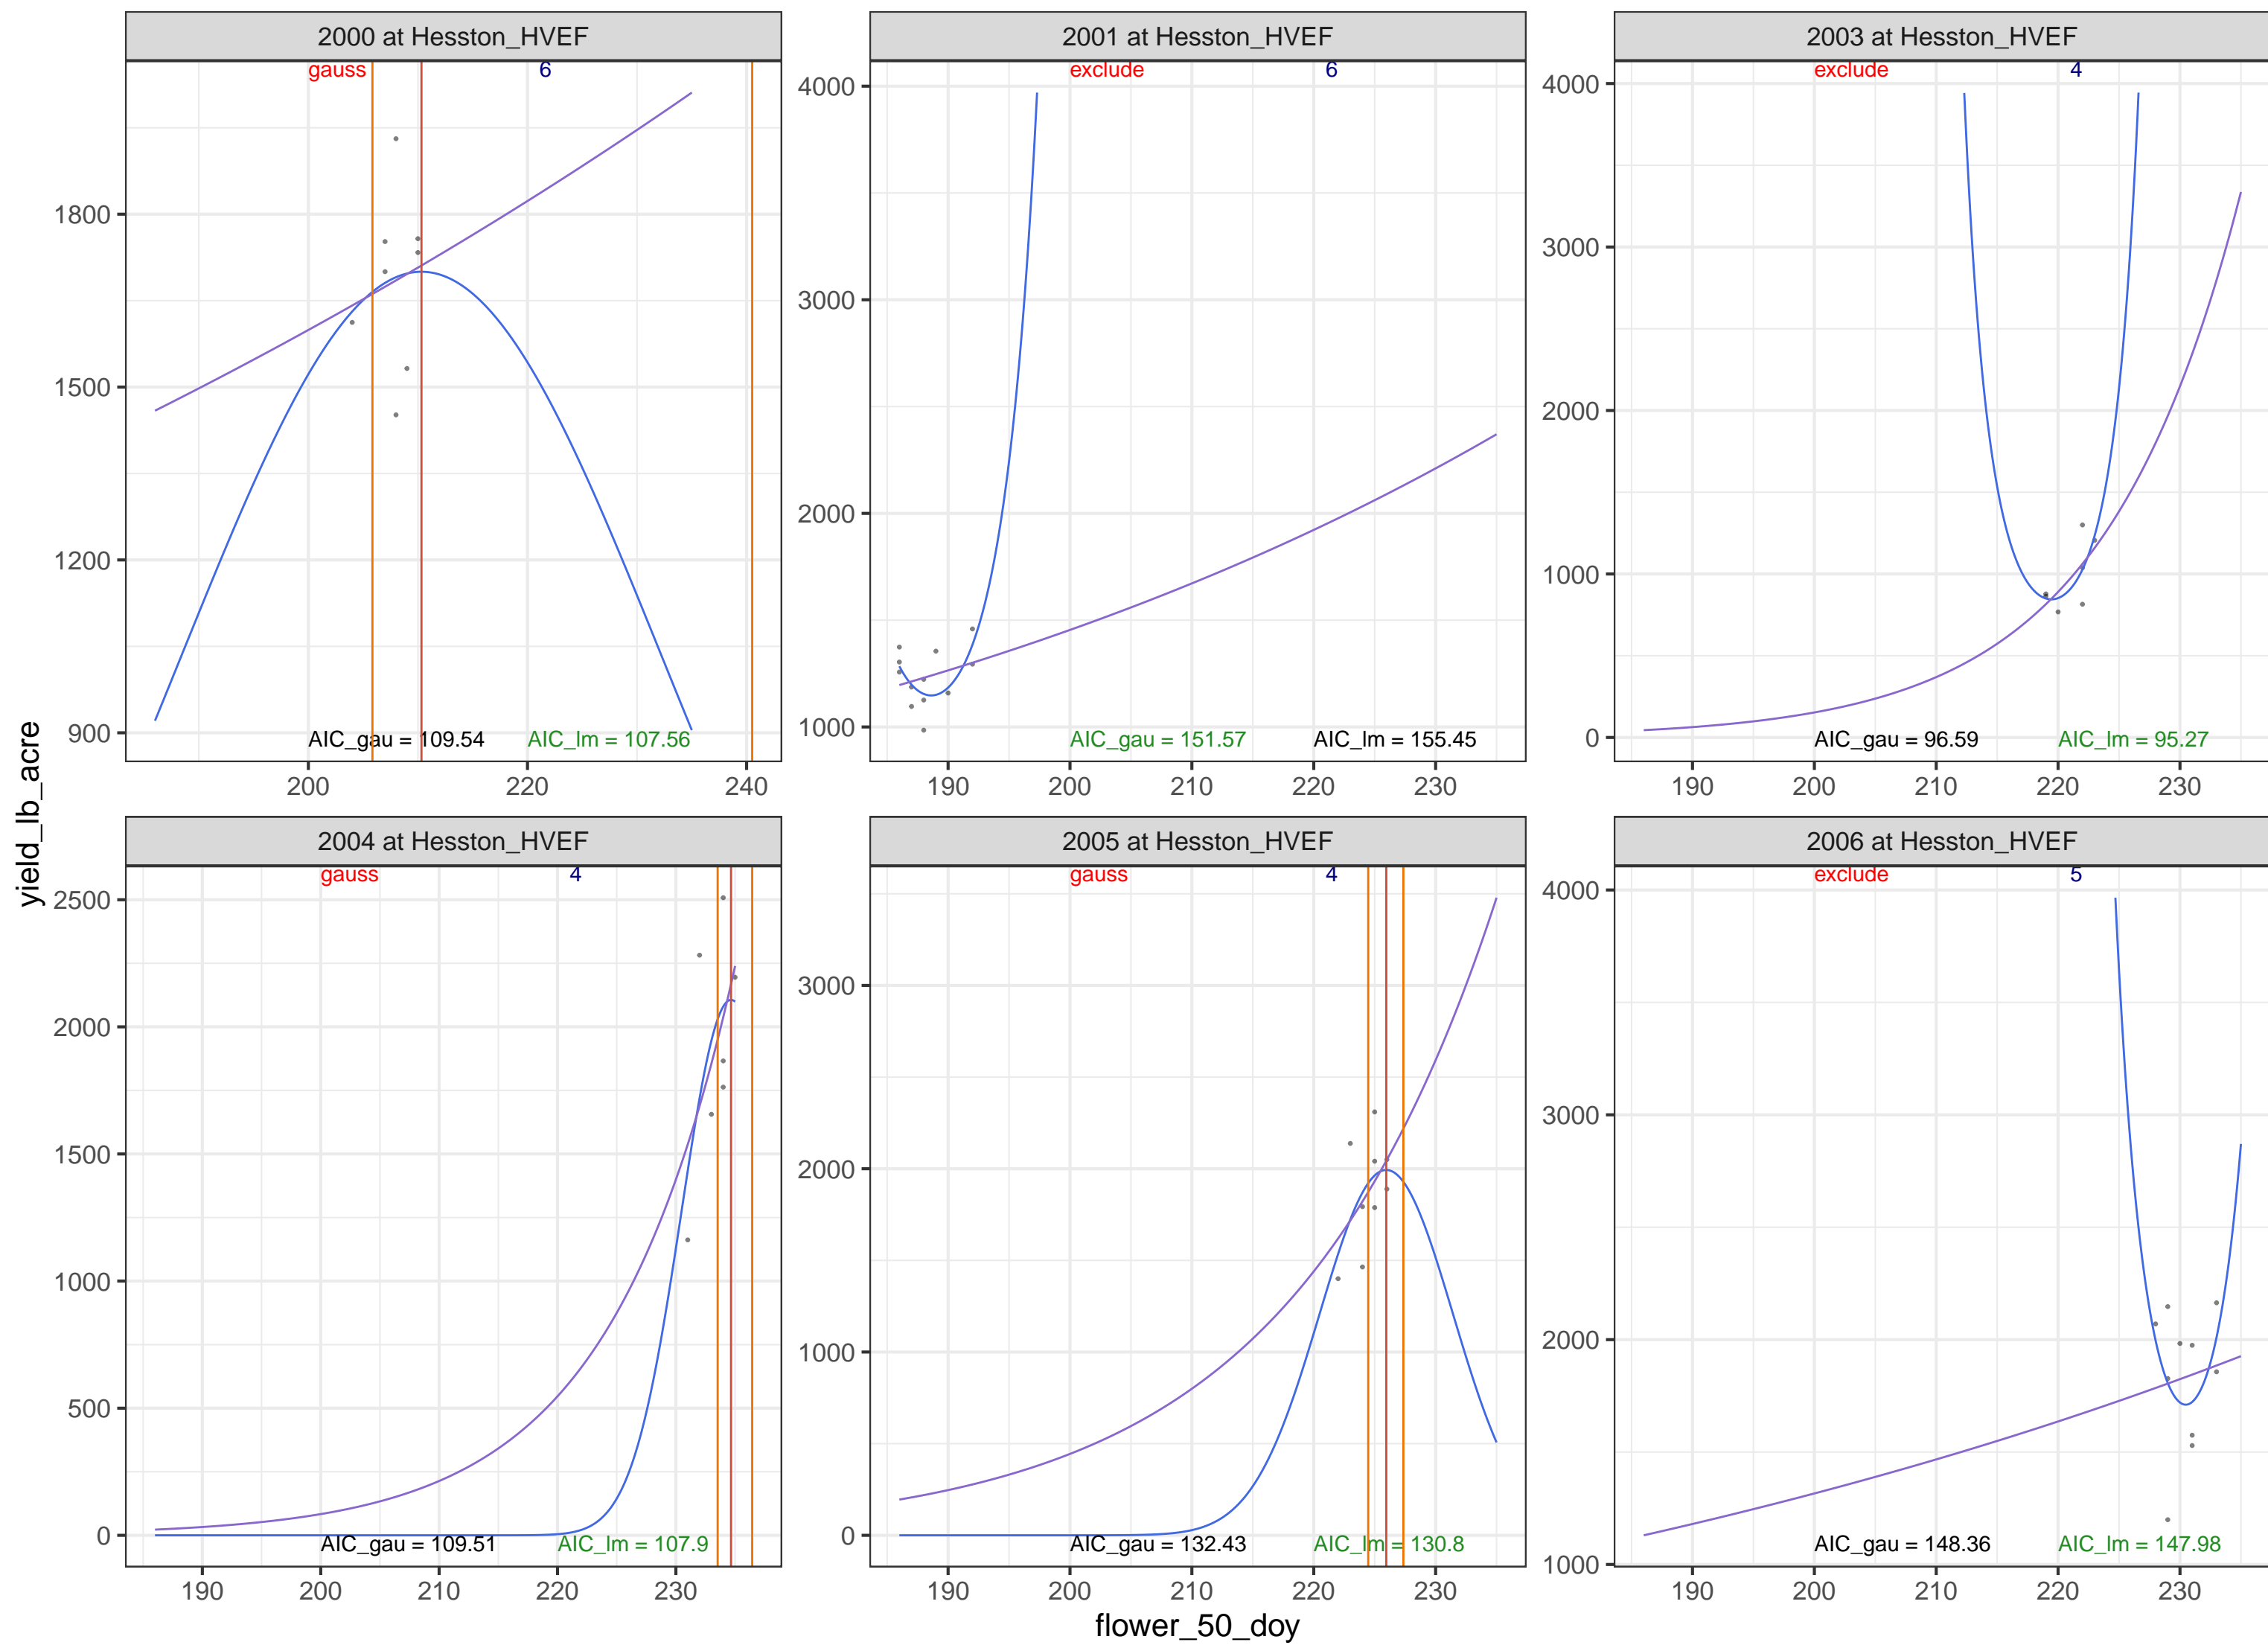 2000 at Hesston_HVEF
2001 at Hesston_HVEF
2003 at Hesston_HVEF
gauss 6
exclude 6
exclude 4
1800
1500
1200
900
AIC_gau = 109.54 AIC_lm = 107.56
200 220 240
4000
3000
2000
1000
AIC_gau = 151.57 AIC_lm = 155.45
190 200 210 220 230
4000
3000
2000
1000
0
AIC_gau = 96.59 AIC_lm = 95.27
190 200 210 220 230
yield_lb_acre
2004 at Hesston_HVEF
2005 at Hesston_HVEF
2006 at Hesston_HVEF
gauss 4
gauss 4
exclude 5
2500
2000
1500
1000
500
0
AIC_gau = 109.51 AIC_lm = 107.9
190 200 210 220 230
3000
2000
1000
0
AIC_gau = 132.43 AIC_lm = 130.8
190 200 210 220 230
4000
3000
2000
1000
AIC_gau = 148.36 AIC_lm = 147.98
190 200 210 220 230
flower_50_doy